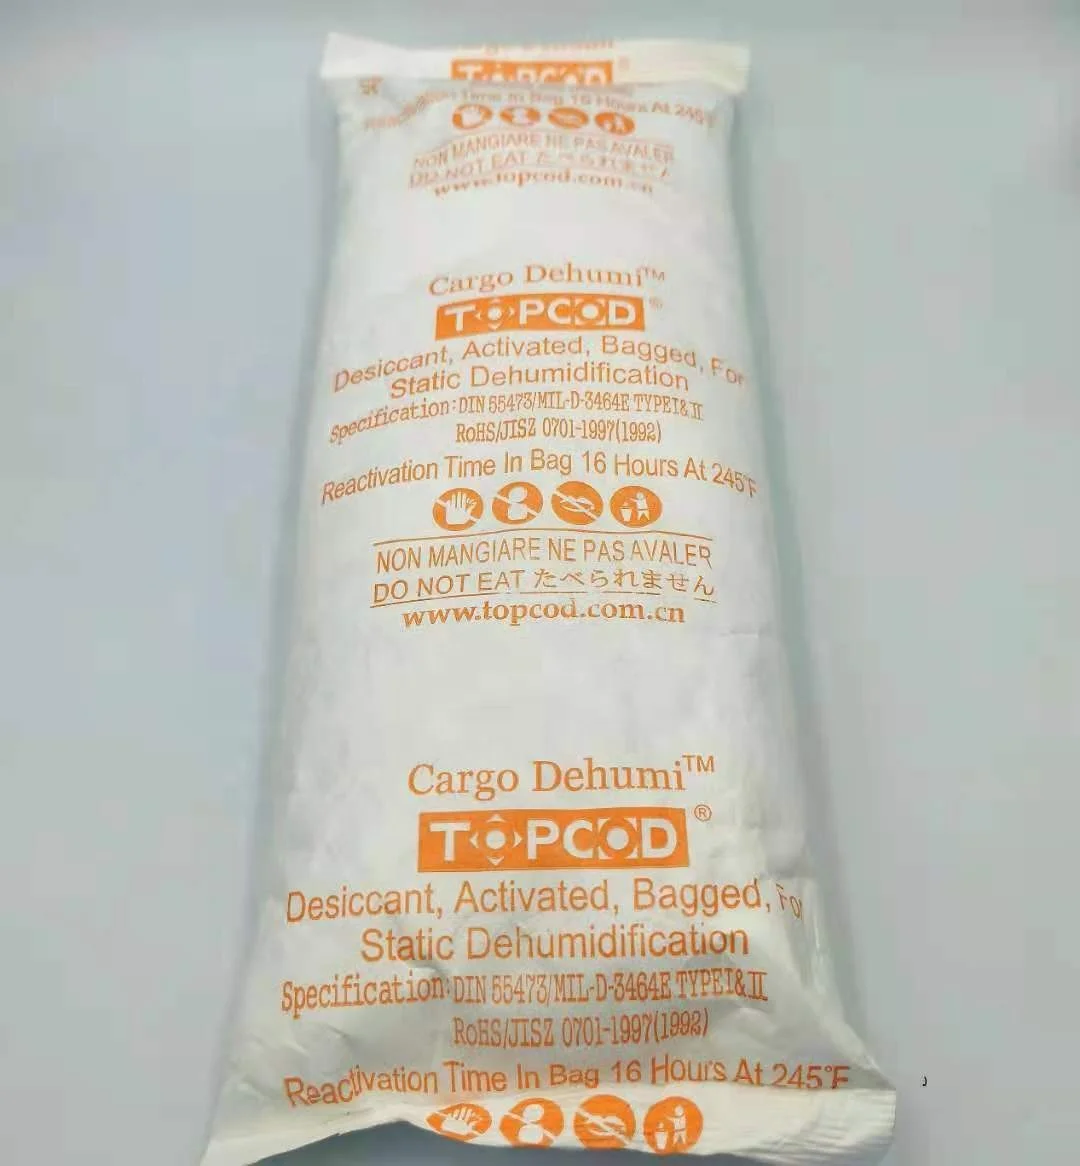 TOPCOD ®
Reactivation Time In Bag 16 Hours At 245°F
NON MANGIARE NE PAS AVALER
DO NOT EAT たべられません
www.topcod.com.cn
Cargo Dehumi™
TOPCOD ®
Desiccant, Activated, Bagged, For
Static Dehumidification
Specification:DIN 55473/MIL-D-3464E TYPEI&II
RoHS/JISZ 0701-1997(1992)
Reactivation Time In Bag 16 Hours At 245°F
NON MANGIARE NE PAS AVALER
DO NOT EAT たべられません
www.topcod.com.cn
Cargo Dehumi™
TOPCOD ®
Desiccant, Activated, Bagged, For
Static Dehumidification
Specification:DIN 55473/MIL-D-3464E TYPEI&II
RoHS/JISZ 0701-1997(1992)
Reactivation Time In Bag 16 Hours At 245°F